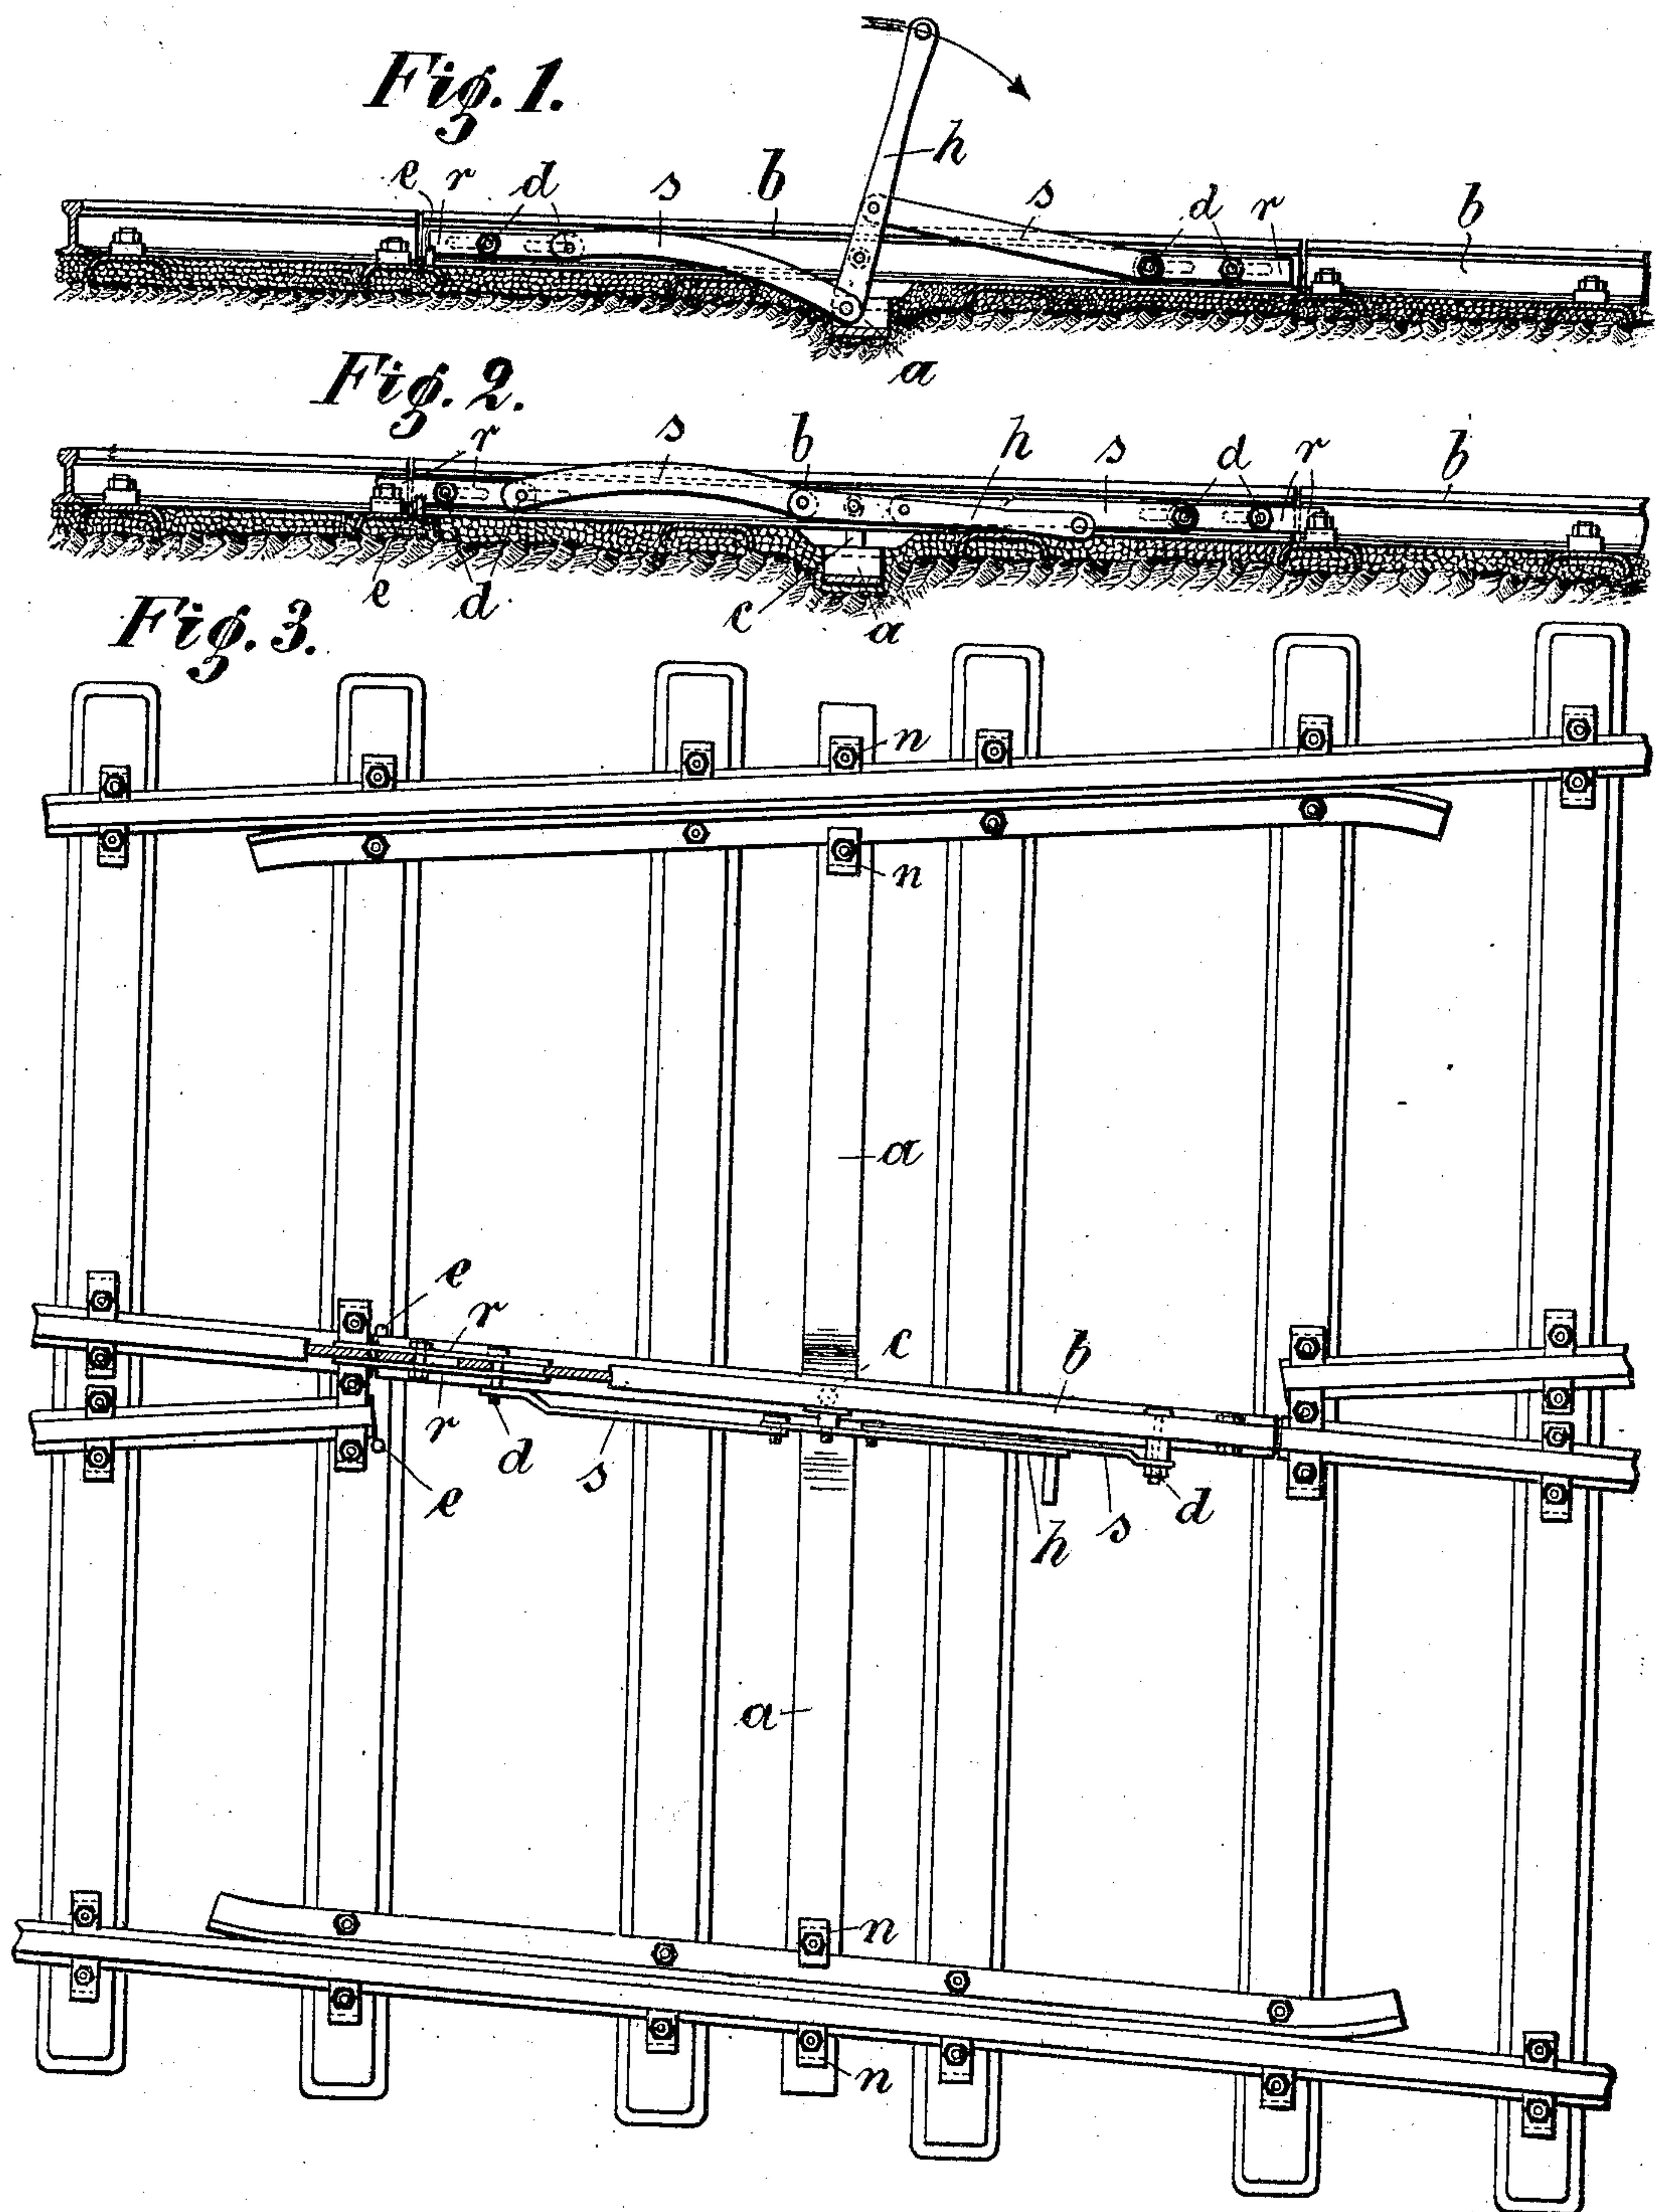 Fig. 1.
h
e r d s b s d r b
a
Fig. 2.
r s b h s d r b
e d c a
Fig. 3.
n
n
a
e
r
c b
r d s h s d
e
a
n
n